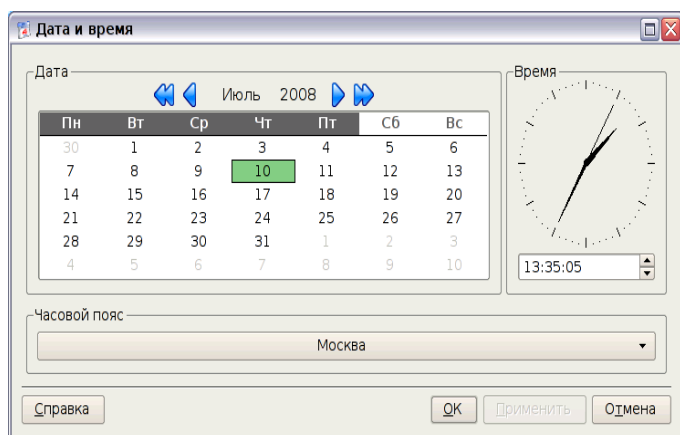 Дата и время
Дата
Время
Июль 2008
Пн Вт Ср Чт Пт Сб Вс
30 1 2 3 4 5 6
7 8 9 10 11 12 13
14 15 16 17 18 19 20
21 22 23 24 25 26 27
28 29 30 31 1 2 3
4 5 6 7 8 9 10
13:35:05
Часовой пояс
Москва
Справка
OK
Применить
Отмена